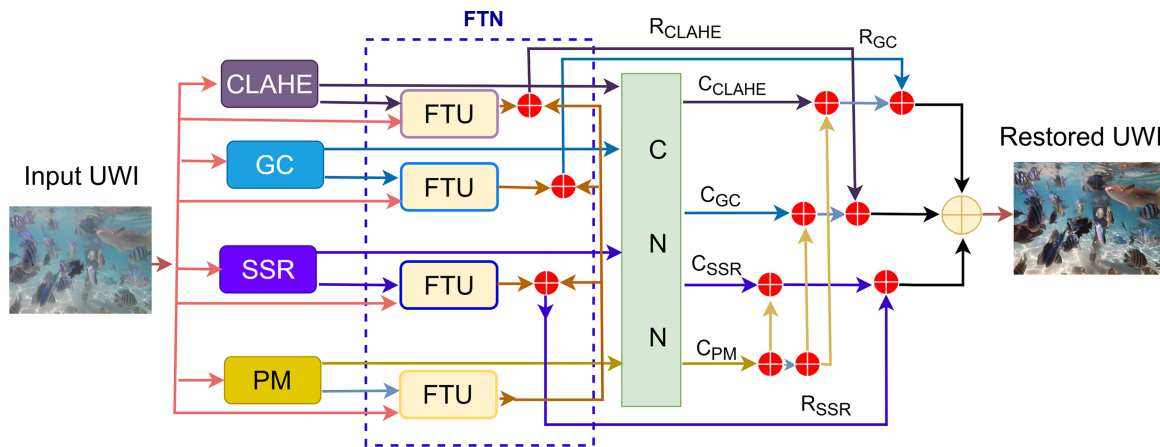 FTN
R_CLAHE
R_GC
CLAHE
FTU
C_CLAHE
Input UWI
GC
FTU
C
N
N
C_GC
Restored UWI
SSR
FTU
C_SSR
PM
FTU
C_PM
R_SSR